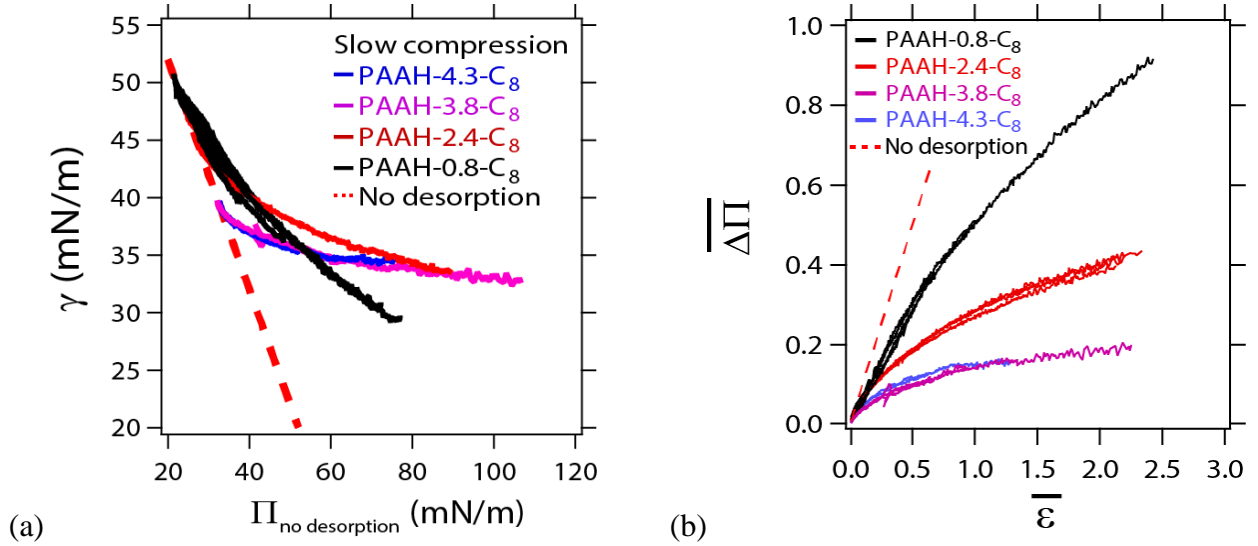 55
50
45
40
35
30
25
20
γ (mN/m)
Slow compression
PAAH-4.3-C₈
PAAH-3.8-C₈
PAAH-2.4-C₈
PAAH-0.8-C₈
No desorption
20 40 60 80 100 120
Π no desorption (mN/m)
(a)
1.0
0.8
0.6
0.4
0.2
0.0
ΔΠ
PAAH-0.8-C₈
PAAH-2.4-C₈
PAAH-3.8-C₈
PAAH-4.3-C₈
No desorption
0.0 0.5 1.0 1.5 2.0 2.5 3.0
ε
(b)